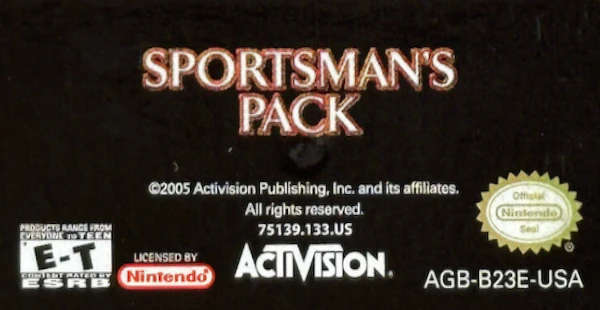 SPORTSMAN'S
PACK
©2005 Activision Publishing, Inc. and its affiliates.
All rights reserved.
75139.133.US
PRODUCTS RANGE FROM
EVERYONE TO TEEN
E-T
CONTENT RATED BY
ESRB
LICENSED BY
Nintendo®
ACTIVISION®
Official
Nintendo
Seal
®
AGB-B23E-USA